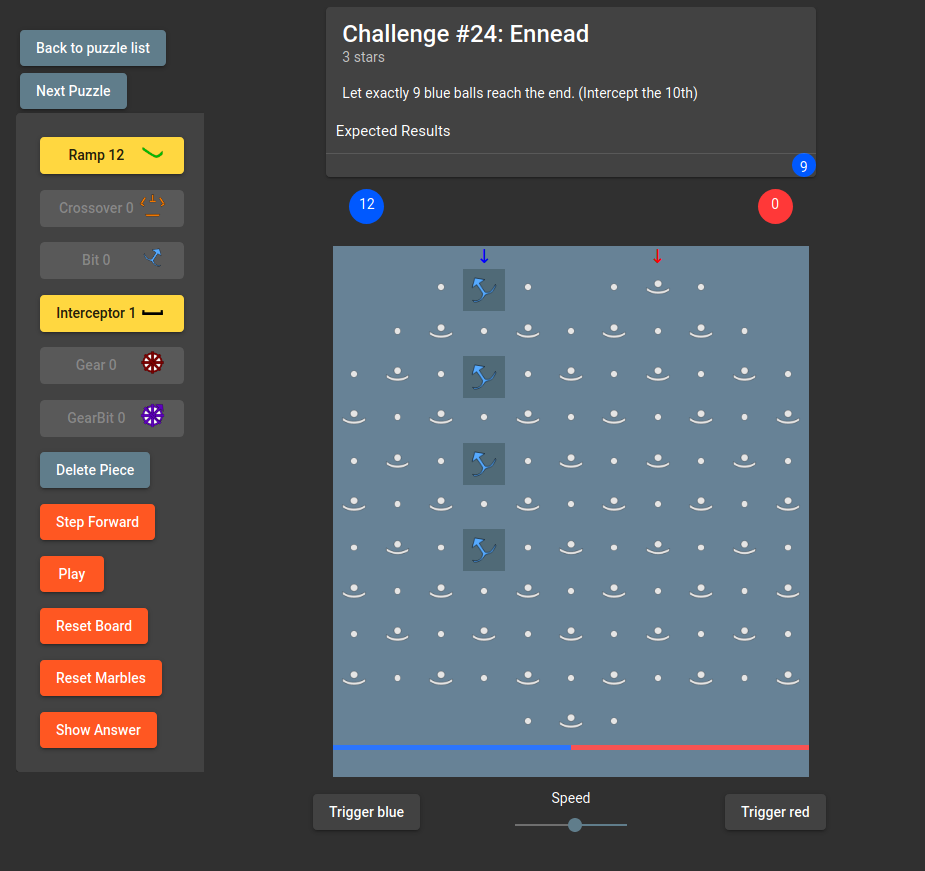 Back to puzzle list
Next Puzzle
Challenge #24: Ennead
3 stars
Let exactly 9 blue balls reach the end. (Intercept the 10th)
Expected Results
9
12
0
Ramp 12
Crossover 0
Bit 0
Interceptor 1
Gear 0
GearBit 0
Delete Piece
Step Forward
Play
Reset Board
Reset Marbles
Show Answer
Trigger blue
Speed
Trigger red